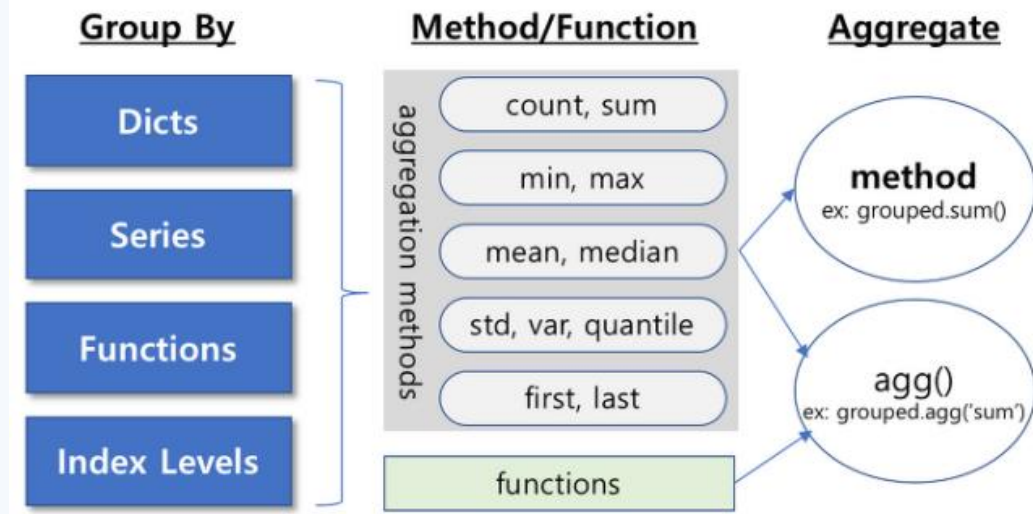 Group By
Method/Function
Aggregate
Dicts
Series
Functions
Index Levels
aggregation methods
count, sum
min, max
mean, median
std, var, quantile
first, last
functions
method
ex: grouped.sum()
agg()
ex: grouped.agg('sum')